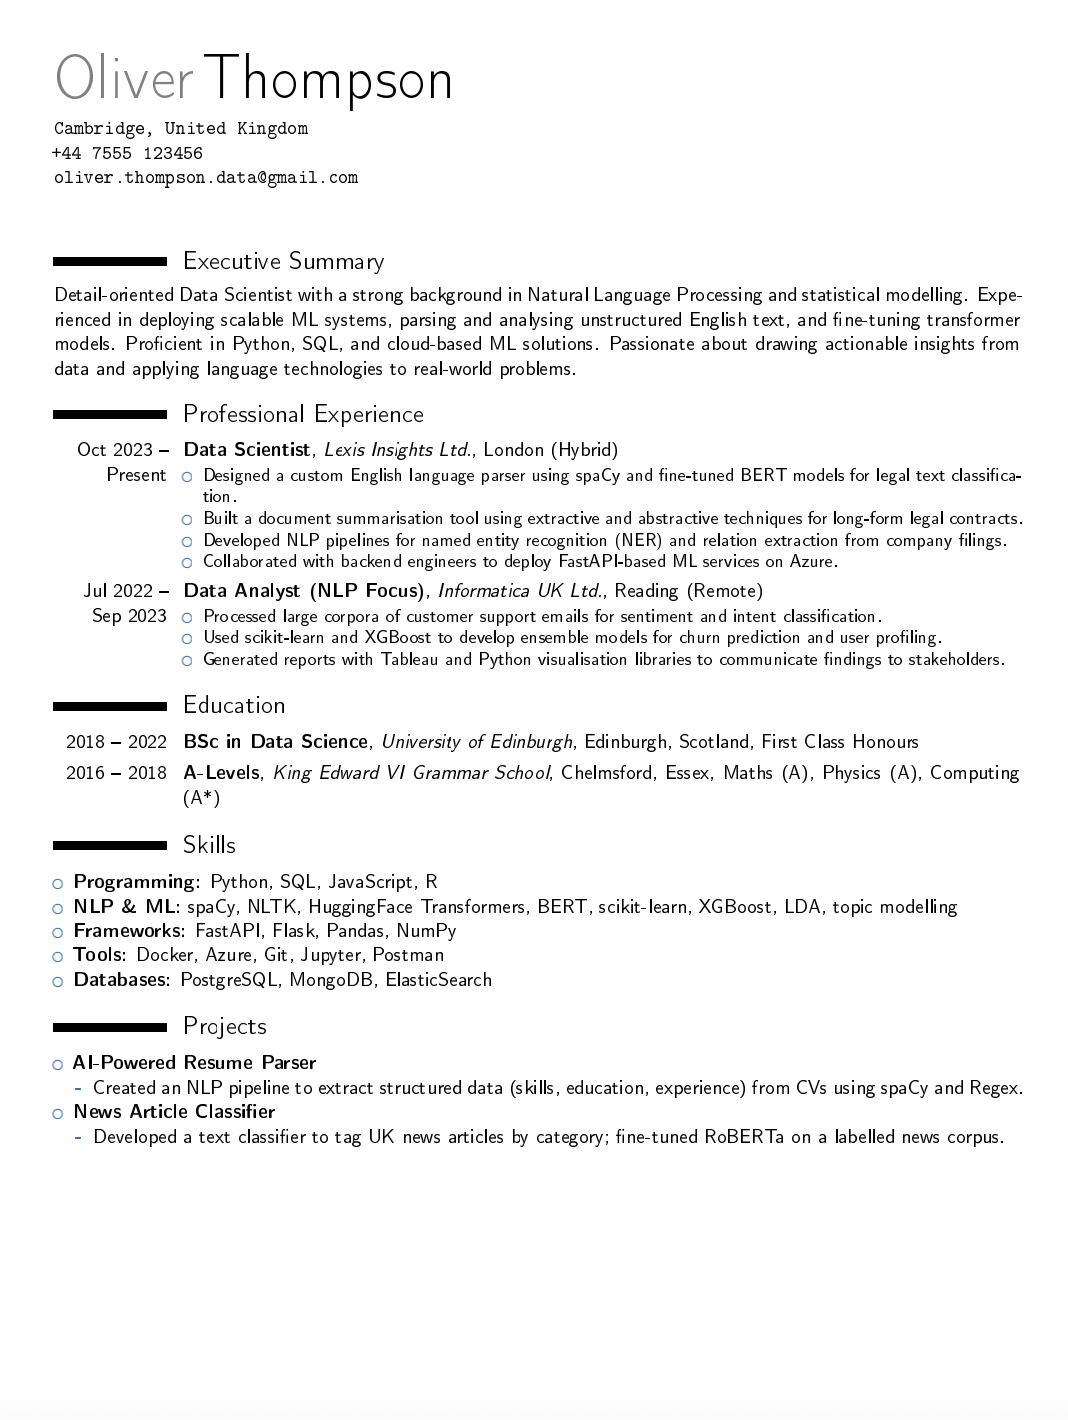 Oliver Thompson
Cambridge, United Kingdom
+44 7555 123456
oliver.thompson.data@gmail.com
Executive Summary
Detail-oriented Data Scientist with a strong background in Natural Language Processing and statistical modelling. Expe-
rienced in deploying scalable ML systems, parsing and analysing unstructured English text, and fine-tuning transformer
models. Proficient in Python, SQL, and cloud-based ML solutions. Passionate about drawing actionable insights from
data and applying language technologies to real-world problems.
Professional Experience
Oct 2023 – Data Scientist, Lexis Insights Ltd., London (Hybrid)
Present ○ Designed a custom English language parser using spaCy and fine-tuned BERT models for legal text classifica-
tion.
○ Built a document summarisation tool using extractive and abstractive techniques for long-form legal contracts.
○ Developed NLP pipelines for named entity recognition (NER) and relation extraction from company filings.
○ Collaborated with backend engineers to deploy FastAPI-based ML services on Azure.
Jul 2022 – Data Analyst (NLP Focus), Informatica UK Ltd., Reading (Remote)
Sep 2023 ○ Processed large corpora of customer support emails for sentiment and intent classification.
○ Used scikit-learn and XGBoost to develop ensemble models for churn prediction and user profiling.
○ Generated reports with Tableau and Python visualisation libraries to communicate findings to stakeholders.
Education
2018 – 2022 BSc in Data Science, University of Edinburgh, Edinburgh, Scotland, First Class Honours
2016 – 2018 A-Levels, King Edward VI Grammar School, Chelmsford, Essex, Maths (A), Physics (A), Computing
(A*)
Skills
○ Programming: Python, SQL, JavaScript, R
○ NLP & ML: spaCy, NLTK, HuggingFace Transformers, BERT, scikit-learn, XGBoost, LDA, topic modelling
○ Frameworks: FastAPI, Flask, Pandas, NumPy
○ Tools: Docker, Azure, Git, Jupyter, Postman
○ Databases: PostgreSQL, MongoDB, ElasticSearch
Projects
○ AI-Powered Resume Parser
- Created an NLP pipeline to extract structured data (skills, education, experience) from CVs using spaCy and Regex.
○ News Article Classifier
- Developed a text classifier to tag UK news articles by category; fine-tuned RoBERTa on a labelled news corpus.